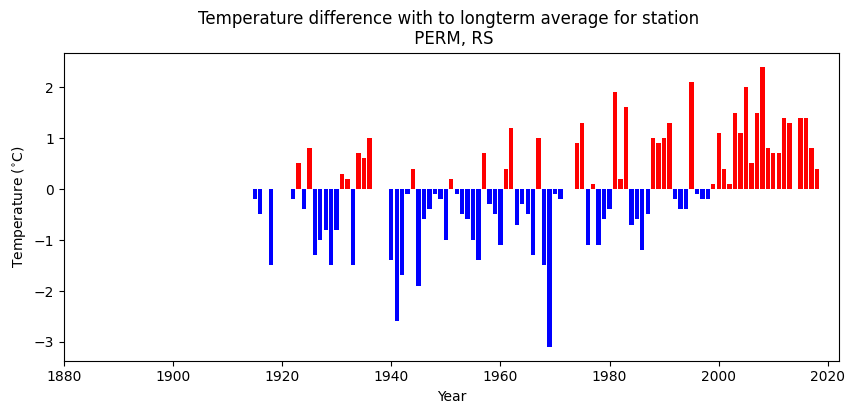 Temperature difference with to longterm average for station
PERM, RS
Temperature (°C)
2
1
0
−1
−2
−3
1880 1900 1920 1940 1960 1980 2000 2020
Year